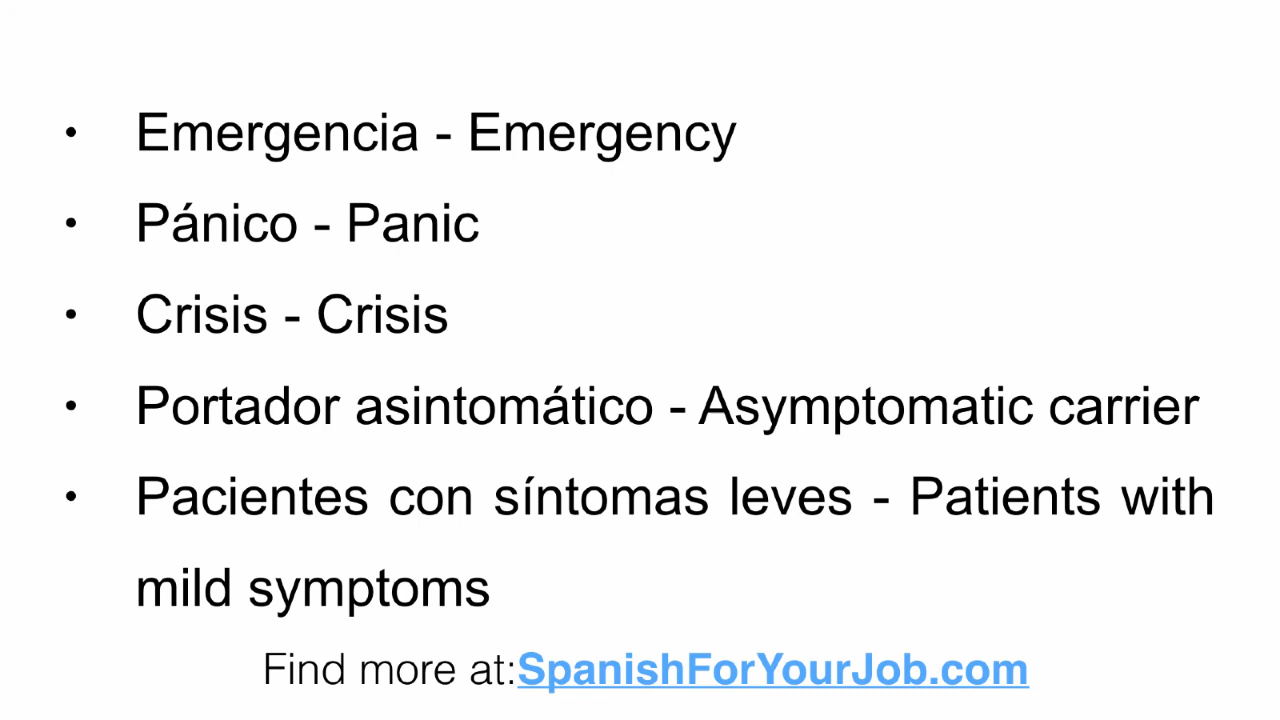 • Emergencia - Emergency
• Pánico - Panic
• Crisis - Crisis
• Portador asintomático - Asymptomatic carrier
• Pacientes con síntomas leves - Patients with
mild symptoms
Find more at:SpanishForYourJob.com